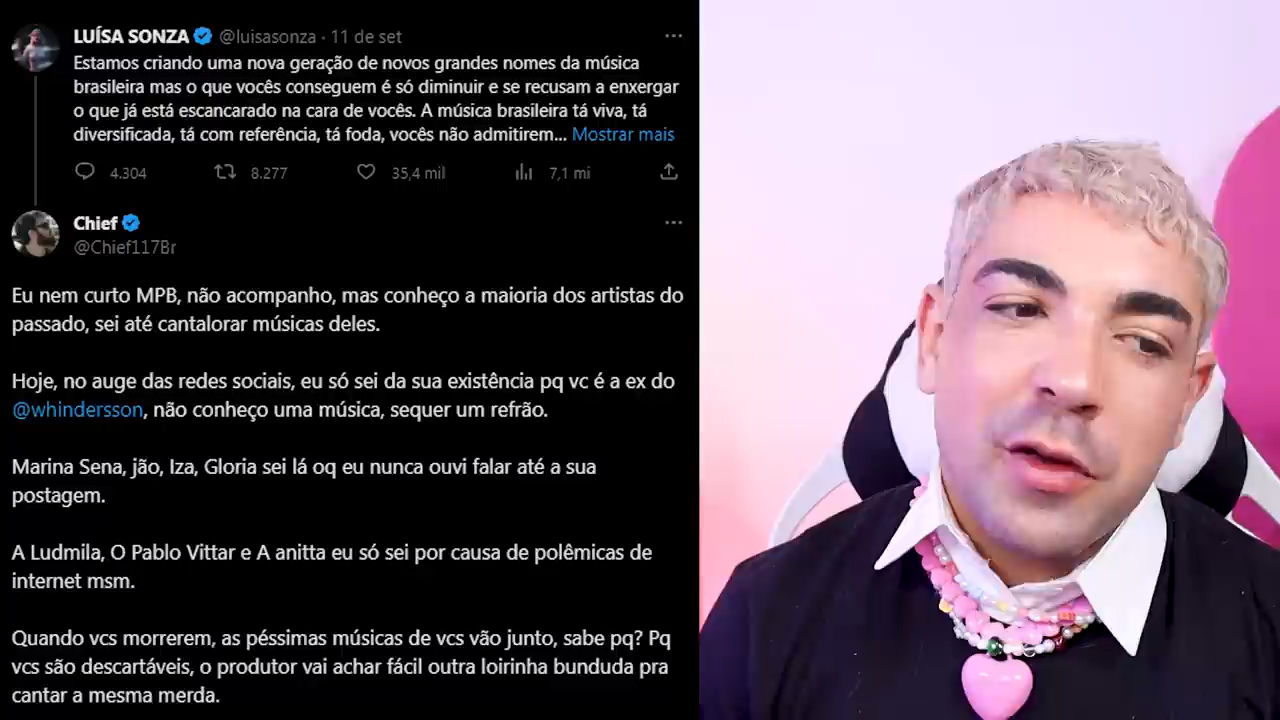 LUÍSA SONZA @luisasonza · 11 de set
Estamos criando uma nova geração de novos grandes nomes da música
brasileira mas o que vocês conseguem é só diminuir e se recusam a enxergar
o que já está escancarado na cara de vocês. A música brasileira tá viva, tá
diversificada, tá com referência, tá foda, vocês não admitirem... Mostrar mais
4.304 8.277 35,4 mil 7,1 mi
Chief
@Chief117Br
Eu nem curto MPB, não acompanho, mas conheço a maioria dos artistas do
passado, sei até cantalorar músicas deles.
Hoje, no auge das redes sociais, eu só sei da sua existência pq vc é a ex do
@whindersson, não conheço uma música, sequer um refrão.
Marina Sena, jão, Iza, Gloria sei lá oq eu nunca ouvi falar até a sua
postagem.
A Ludmila, O Pablo Vittar e A anitta eu só sei por causa de polêmicas de
internet msm.
Quando vcs morrerem, as péssimas músicas de vcs vão junto, sabe pq? Pq
vcs são descartáveis, o produtor vai achar fácil outra loirinha bunduda pra
cantar a mesma merda.